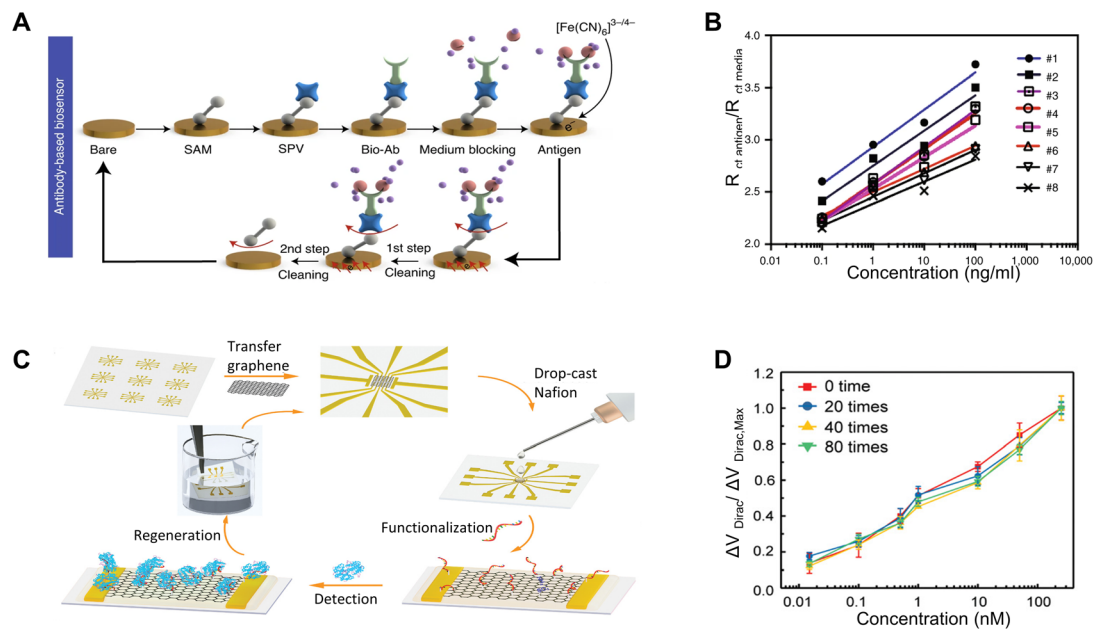 A
Antibody-based biosensor
[Fe(CN)6]3–/4–
e-
Bare
SAM
SPV
Bio-Ab
Medium blocking
Antigen
2nd step
Cleaning
1st step
Cleaning
e
e
B
R ct antigen/R ct media
4.0
3.5
3.0
2.5
2.0
#1
#2
#3
#4
#5
#6
#7
#8
0.01
0.1
1
10
100
1,000
10,000
Concentration (ng/ml)
C
Transfer
graphene
Drop-cast
Nafion
Functionalization
Detection
Regeneration
D
ΔV Dirac/ ΔV Dirac,Max
1.2
1.0
0.8
0.6
0.4
0.2
0.0
0 time
20 times
40 times
80 times
0.01
0.1
1
10
100
Concentration (nM)